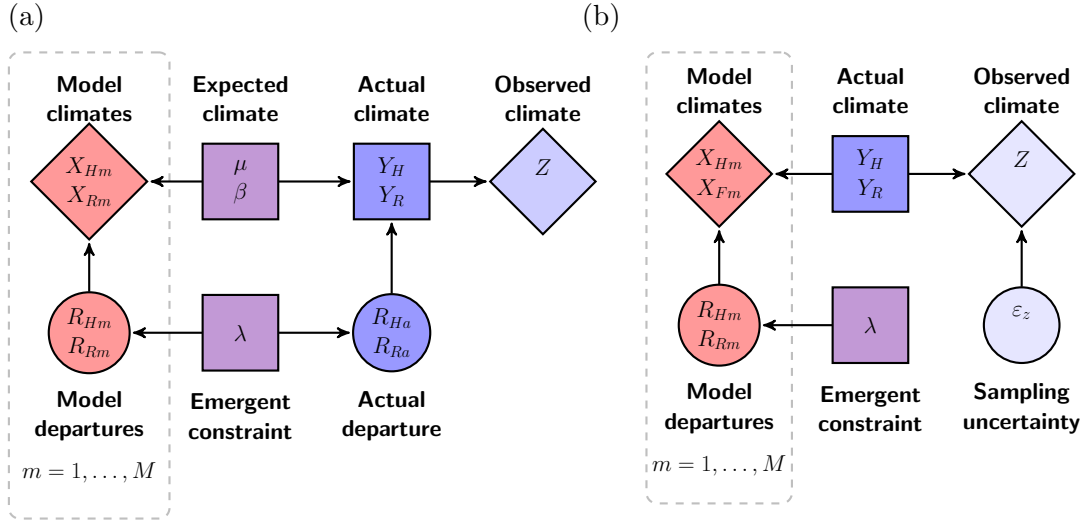 (a)
Model climates
Expected climate
Actual climate
Observed climate
X_{Hm}
X_{Rm}
μ
β
Y_H
Y_R
Z
R_{Hm}
R_{Rm}
λ
R_{Ha}
R_{Ra}
Model departures
Emergent constraint
Actual departure
m = 1, . . . , M
(b)
Model climates
Actual climate
Observed climate
X_{Hm}
X_{Fm}
Y_H
Y_R
Z
R_{Hm}
R_{Rm}
λ
ε_z
Model departures
Emergent constraint
Sampling uncertainty
m = 1, . . . , M